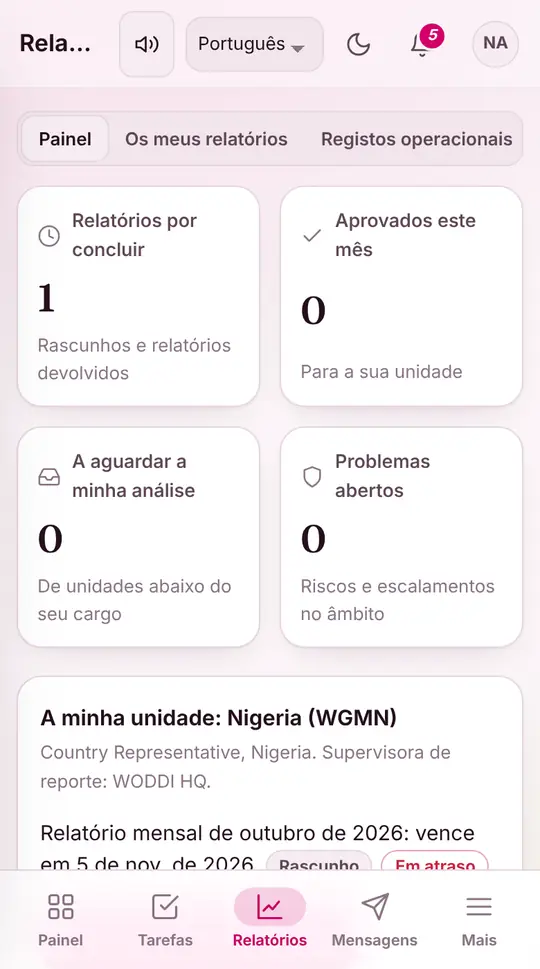 Rela...
Português
5
NA
Painel
Os meus relatórios
Registos operacionais
Relatórios por
concluir
1
Rascunhos e relatórios
devolvidos
Aprovados este
mês
0
Para a sua unidade
A aguardar a
minha análise
0
De unidades abaixo do
seu cargo
Problemas
abertos
0
Riscos e escalamentos
no âmbito
A minha unidade: Nigeria (WGMN)
Country Representative, Nigeria. Supervisora de
reporte: WODDI HQ.
Relatório mensal de outubro de 2026: vence
em 5 de nov. de 2026 Rascunho Em atraso
Painel
Tarefas
Relatórios
Mensagens
Mais